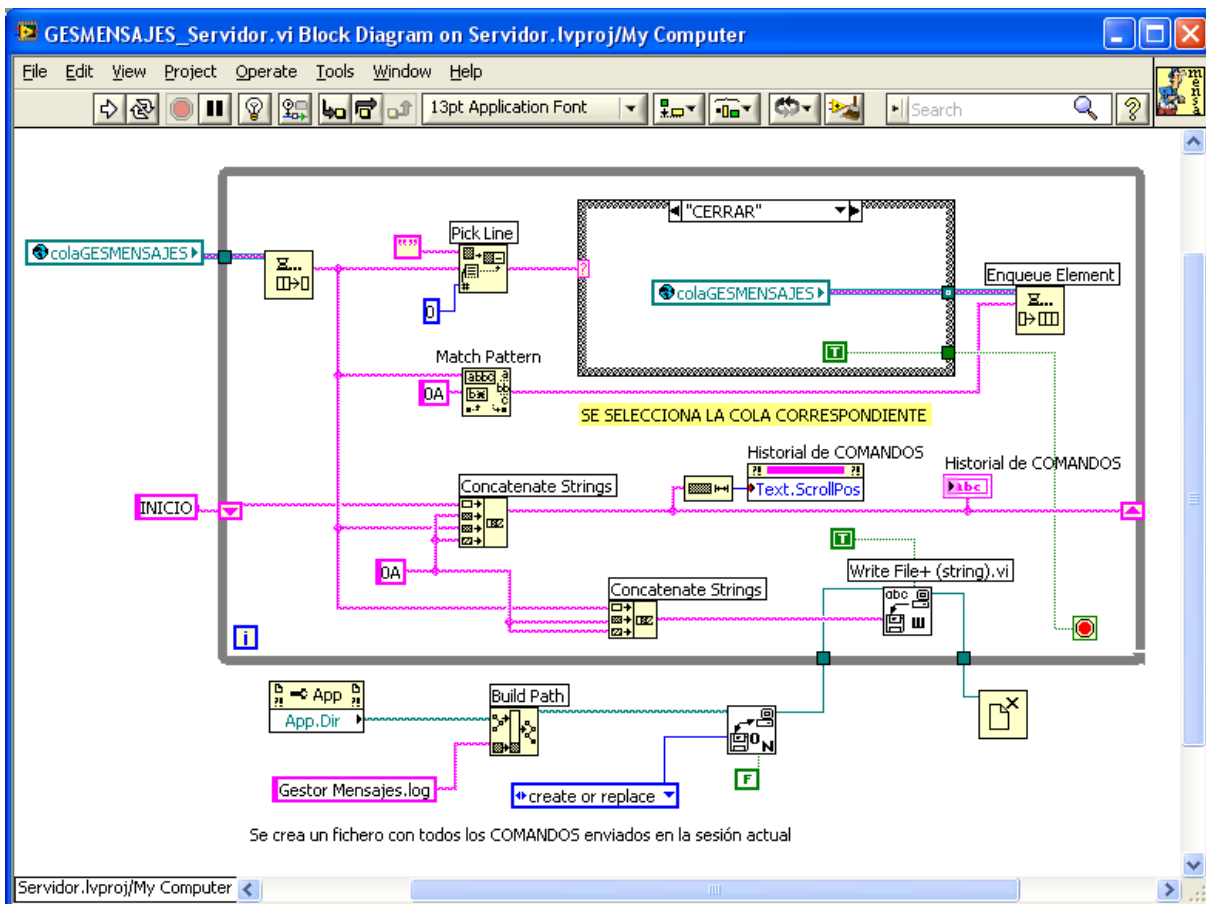 GESMENSAJES_Servidor.vi Block Diagram on Servidor.lvproj/My Computer
File Edit View Project Operate Tools Window Help
13pt Application Font
Search
"CERRAR"
Pick Line
colaGESMENSAJES
0
colaGESMENSAJES
Enqueue Element
T
Match Pattern
0A
SE SELECCIONA LA COLA CORRESPONDIENTE
Historial de COMANDOS
Text.ScrollPos
Historial de COMANDOS
abc
INICIO
Concatenate Strings
0A
T
Write File+ (string).vi
Concatenate Strings
i
App
App.Dir
Build Path
Gestor Mensajes.log
create or replace
F
Se crea un fichero con todos los COMANDOS enviados en la sesión actual
Servidor.lvproj/My Computer